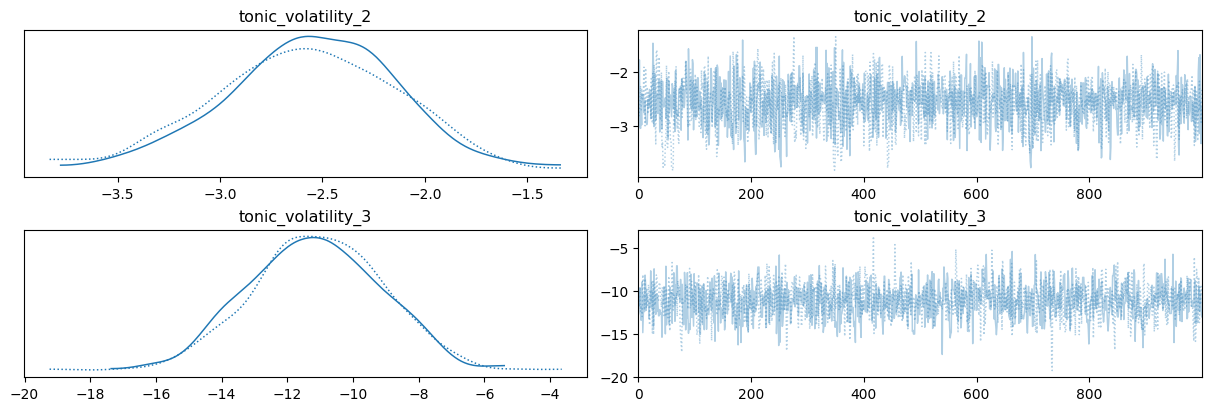 tonic_volatility_2
−3.5 −3.0 −2.5 −2.0 −1.5
tonic_volatility_2
−2
−3
0 200 400 600 800
tonic_volatility_3
−20 −18 −16 −14 −12 −10 −8 −6 −4
tonic_volatility_3
−5
−10
−15
−20
0 200 400 600 800